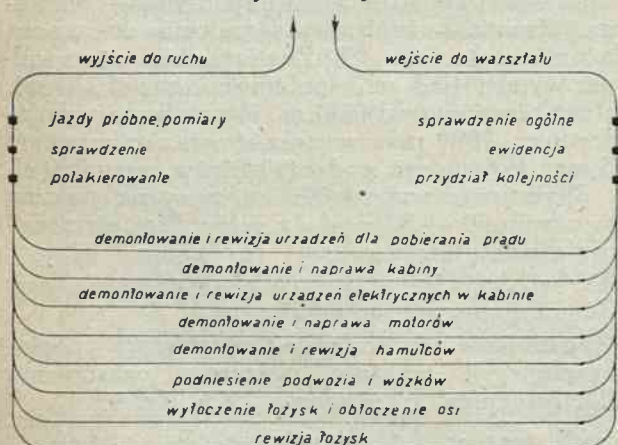 wyjście do ruchu
wejście do warsztatu
jazdy próbne, pomiary
sprawdzenie ogólne
sprawdzenie
ewidencja
polakierowanie
przydział kolejności
demontowanie i rewizja urządzeń dla pobierania prądu
demontowanie i naprawa kabiny
demontowanie i rewizja urządzeń elektrycznych w kabinie
demontowanie i naprawa motorów
demontowanie i rewizja hamulców
podniesienie podwozia i wózków
wytoczenie łożysk i obtoczenie osi
rewizja łożysk